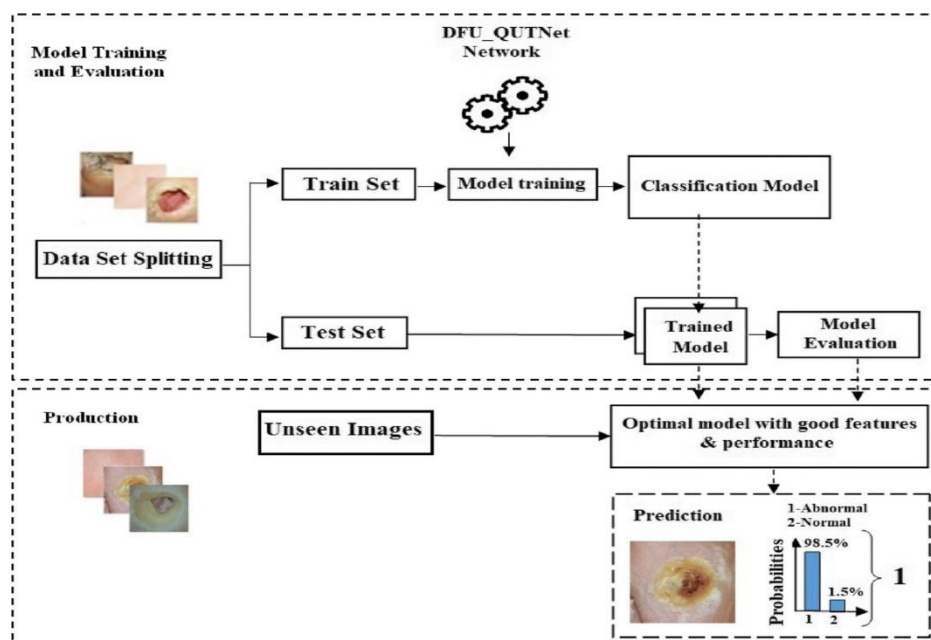 DFU_QUTNet
Network
Model Training
and Evaluation
Train Set
Model training
Classification Model
Data Set Splitting
Test Set
Trained
Model
Model
Evaluation
Production
Unseen Images
Optimal model with good features
& performance
Prediction
1-Abnormal
2-Normal
Probabilities
98.5%
1.5%
1 2
1